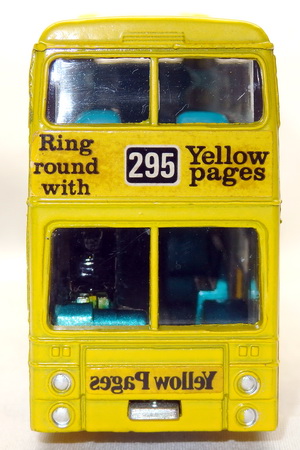 Ring
round
with
295
Yellow
pages
Yellow Pages